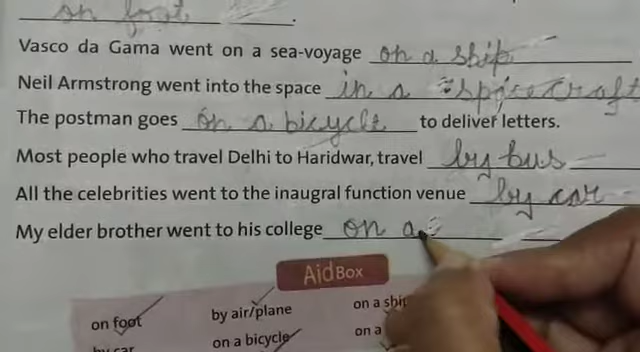 on foot.
Vasco da Gama went on a sea-voyage on a ship
Neil Armstrong went into the space in a spacecraft
The postman goes on a bicycle to deliver letters.
Most people who travel Delhi to Haridwar, travel by bus
All the celebrities went to the inaugral function venue by car
My elder brother went to his college on a
Aid Box
on foot by air/plane on a ship
by car on a bicycle on a